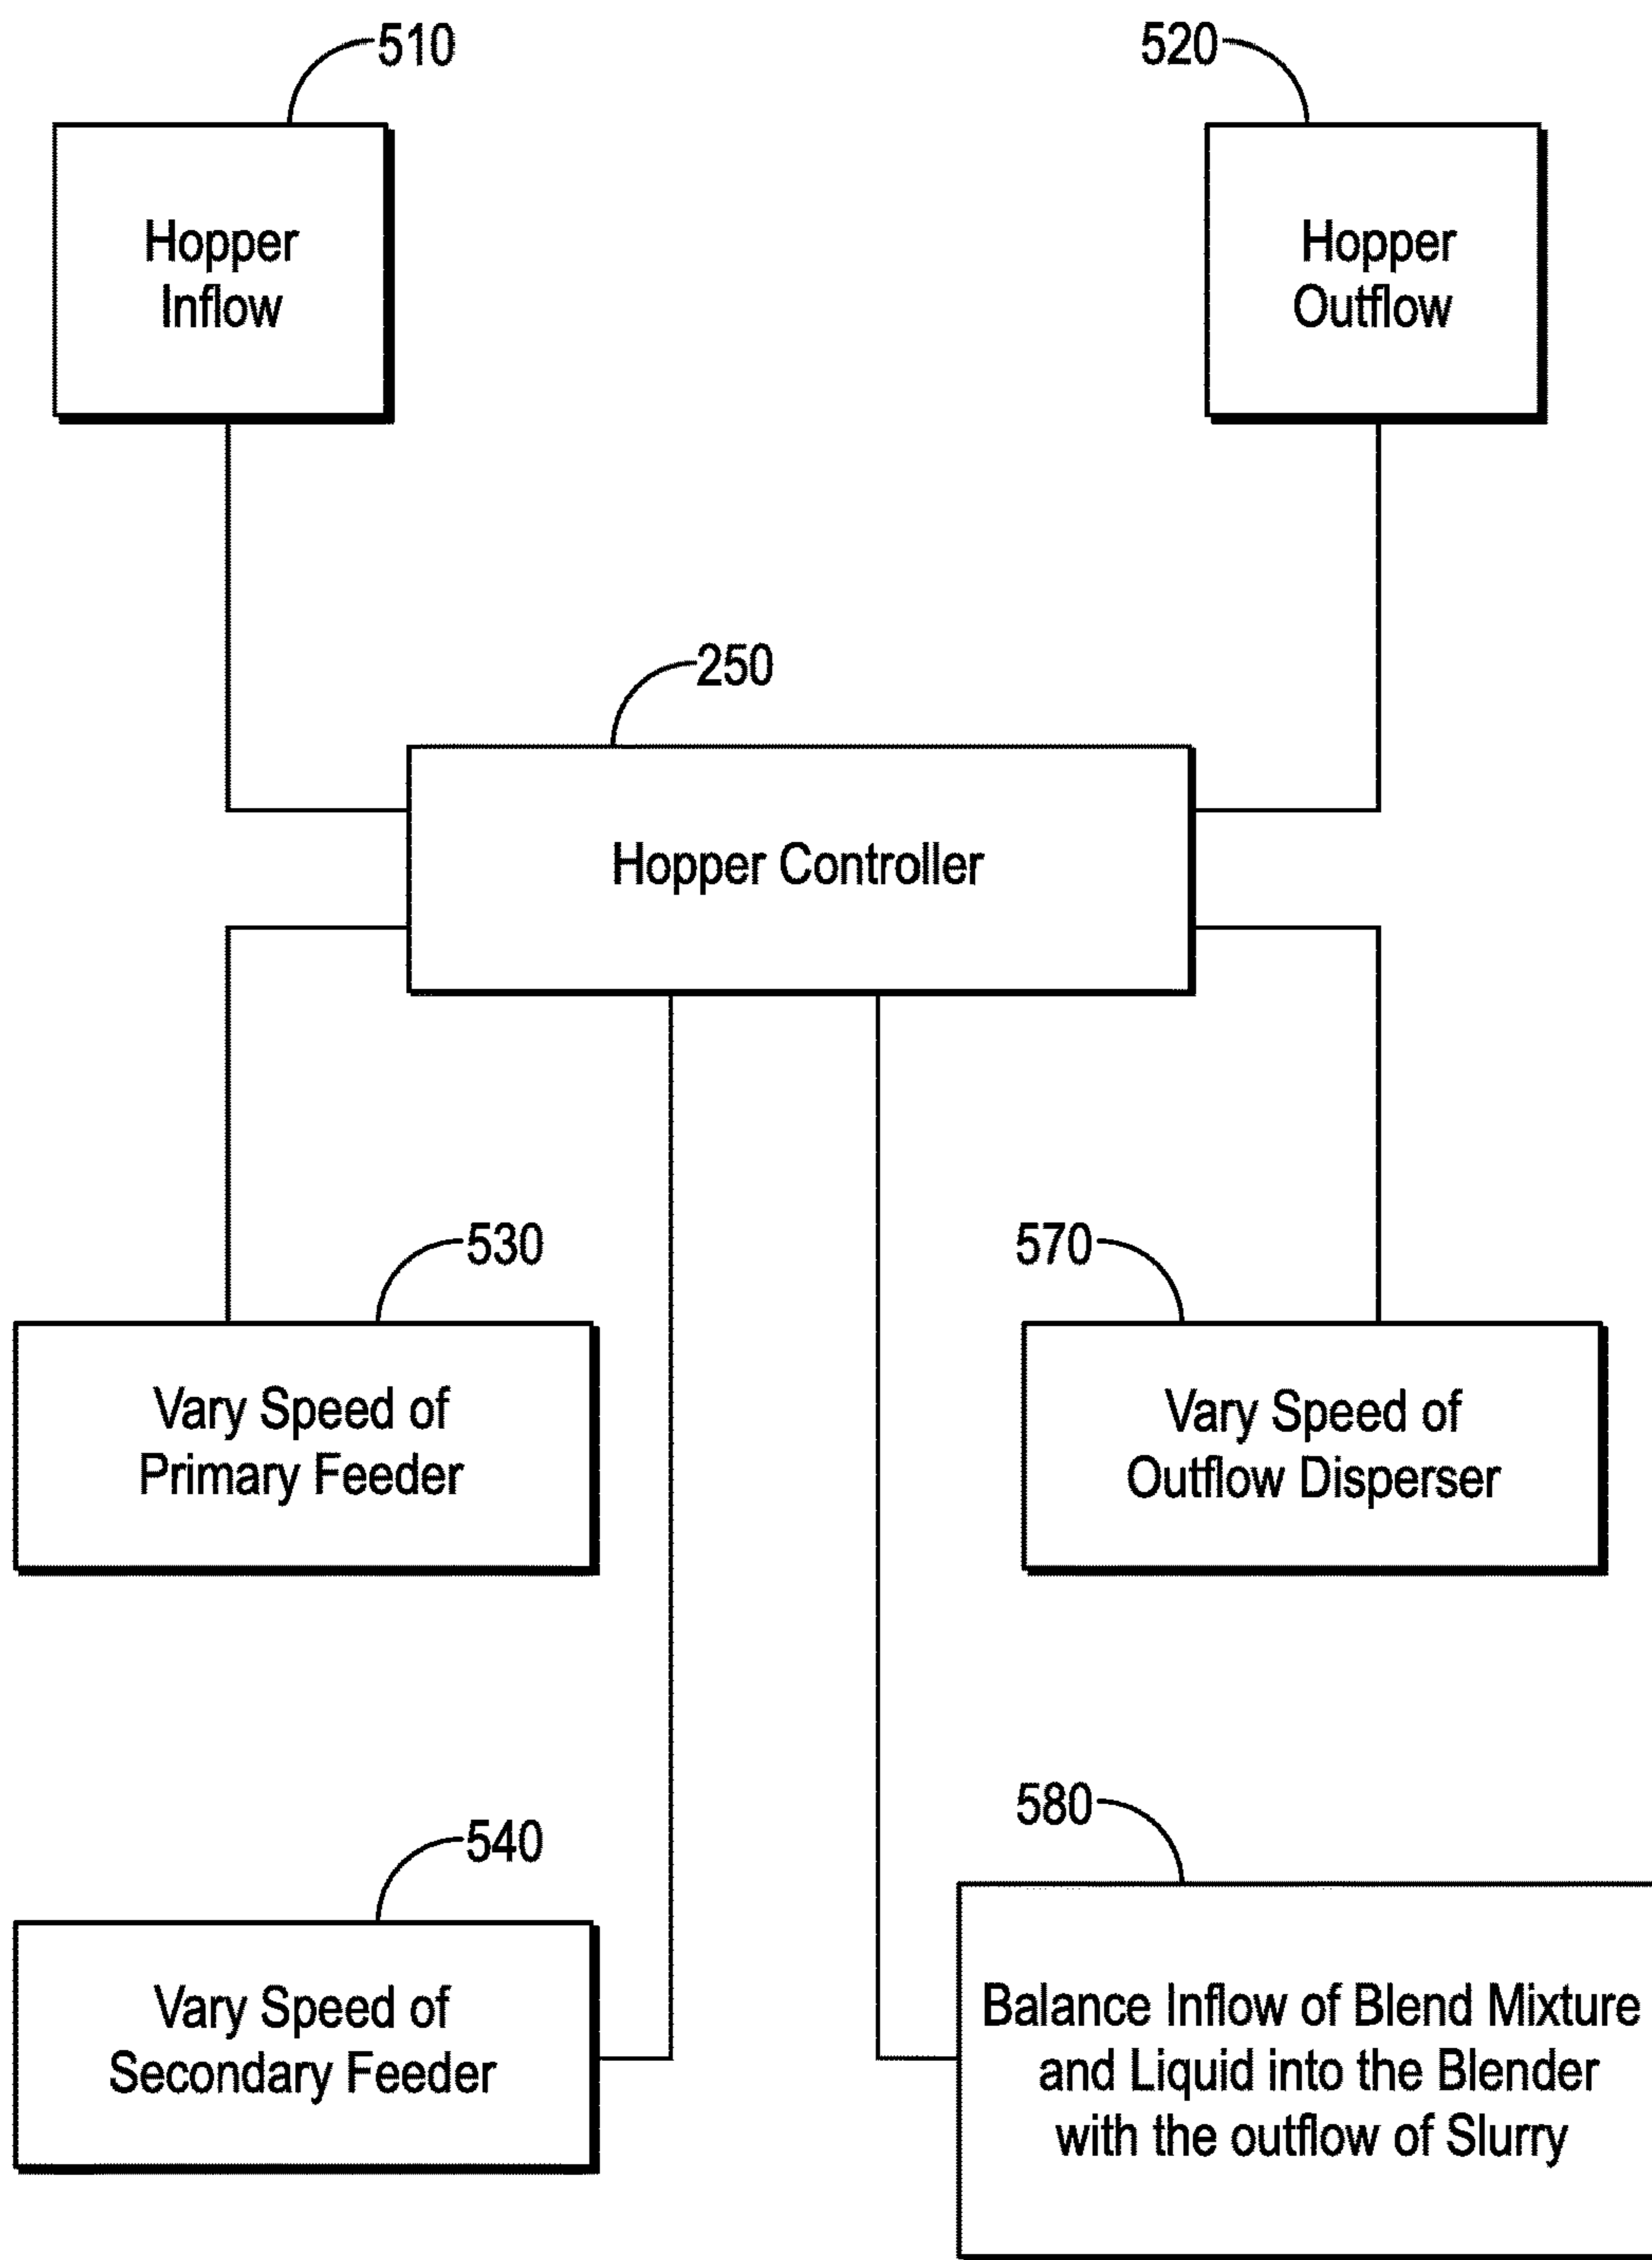 510
520
Hopper
Inflow
Hopper
Outflow
250
Hopper Controller
530
570
Vary Speed of
Primary Feeder
Vary Speed of
Outflow Disperser
580
540
Vary Speed of
Secondary Feeder
Balance Inflow of Blend Mixture
and Liquid into the Blender
with the outflow of Slurry